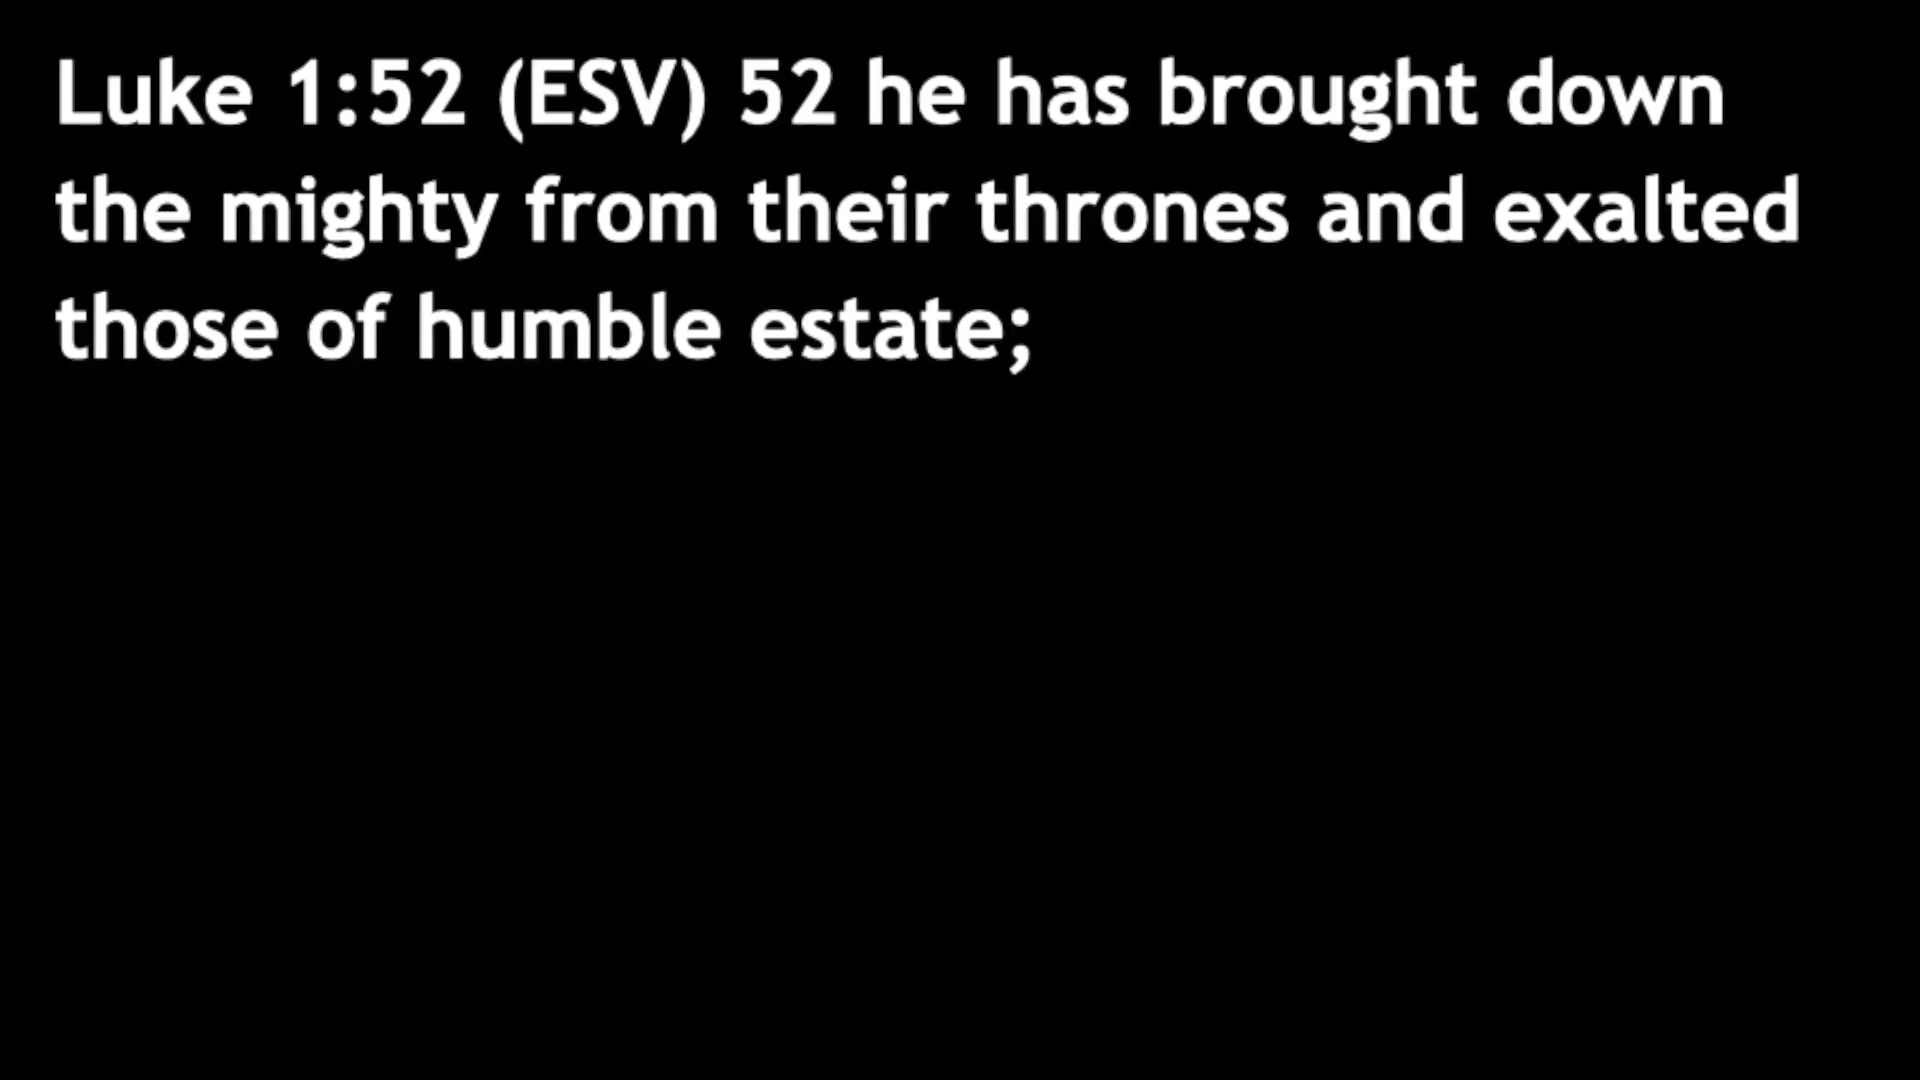 Luke 1:52 (ESV) 52 he has brought down
the mighty from their thrones and exalted
those of humble estate;